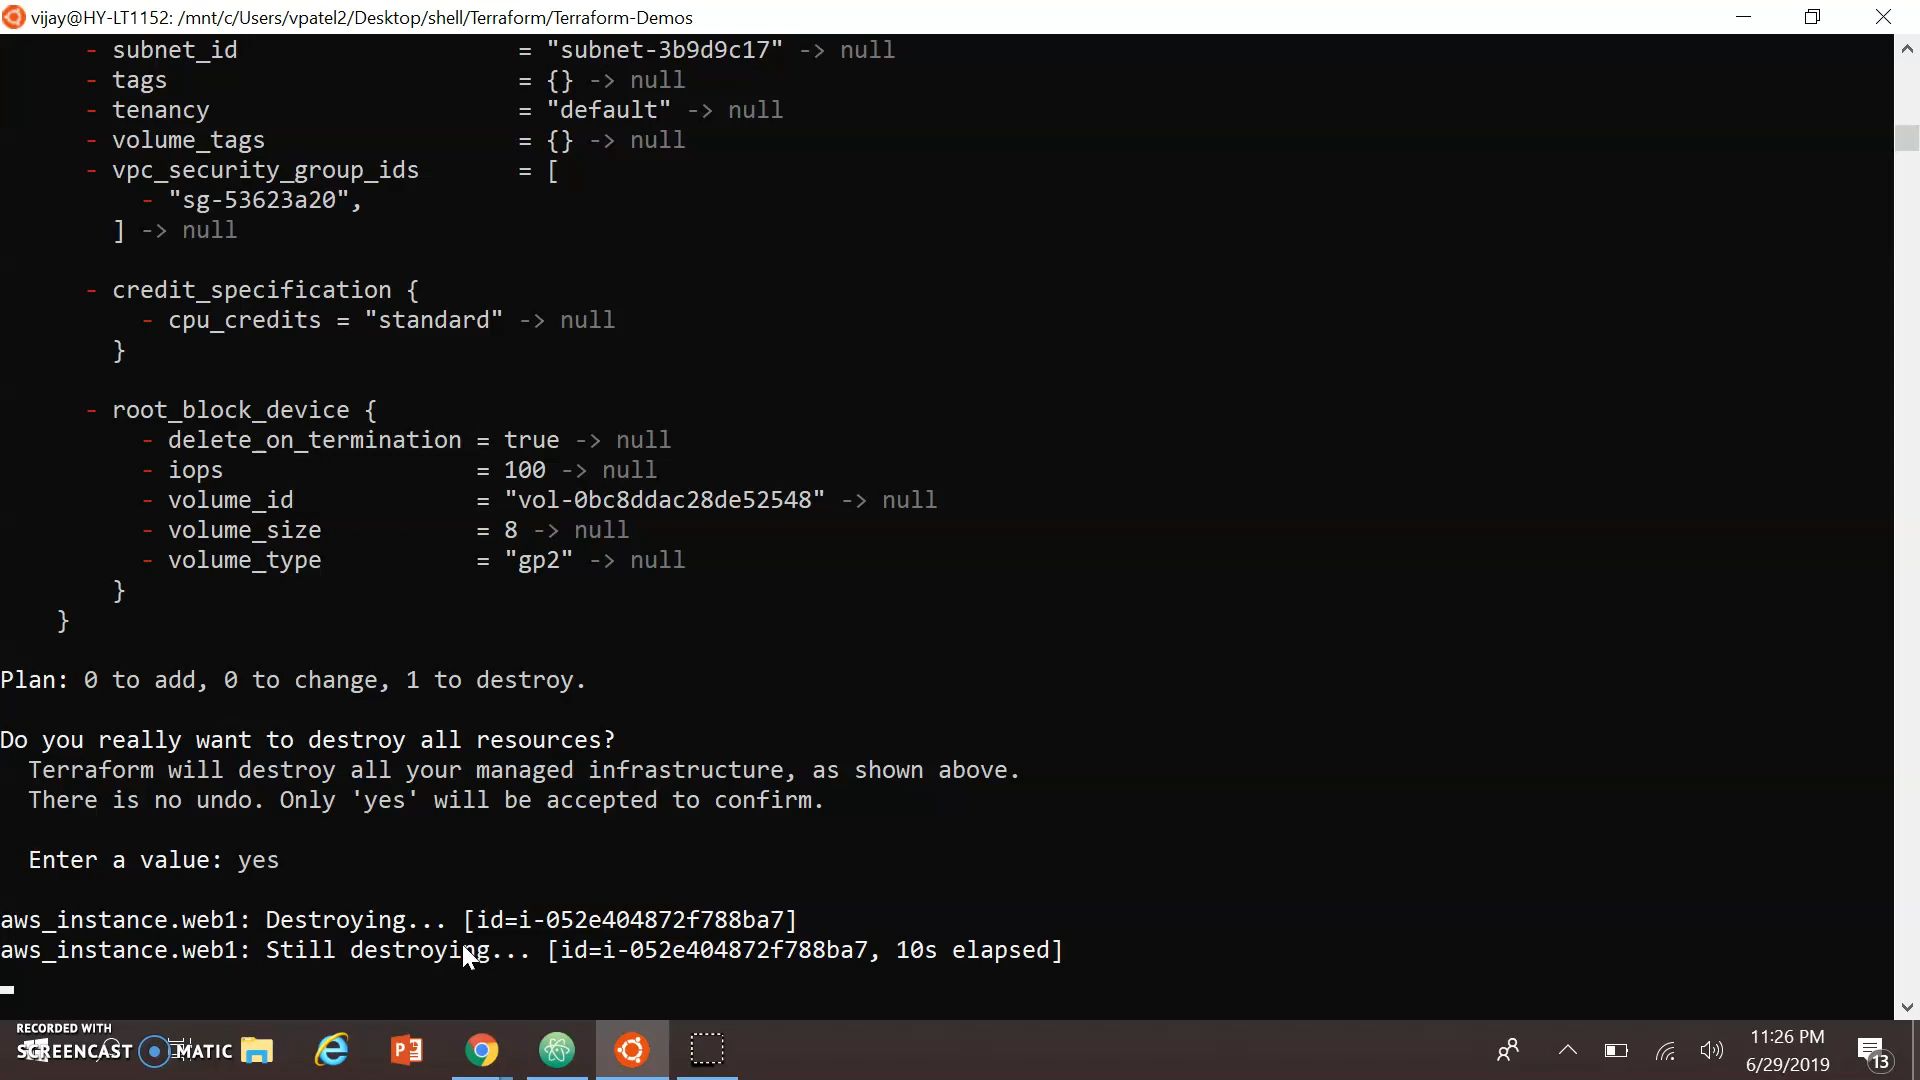 vijay@HY-LT1152: /mnt/c/Users/vpatel2/Desktop/shell/Terraform/Terraform-Demos
- subnet_id = "subnet-3b9d9c17" -> null
- tags = {} -> null
- tenancy = "default" -> null
- volume_tags = {} -> null
- vpc_security_group_ids = [
- "sg-53623a20",
] -> null
- credit_specification {
- cpu_credits = "standard" -> null
}
- root_block_device {
- delete_on_termination = true -> null
- iops = 100 -> null
- volume_id = "vol-0bc8ddac28de52548" -> null
- volume_size = 8 -> null
- volume_type = "gp2" -> null
}
}
Plan: 0 to add, 0 to change, 1 to destroy.
Do you really want to destroy all resources?
Terraform will destroy all your managed infrastructure, as shown above.
There is no undo. Only 'yes' will be accepted to confirm.
Enter a value: yes
aws_instance.web1: Destroying... [id=i-052e404872f788ba7]
aws_instance.web1: Still destroying... [id=i-052e404872f788ba7, 10s elapsed]
RECORDED WITH
SCREENCAST MATIC
11:26 PM
6/29/2019
13